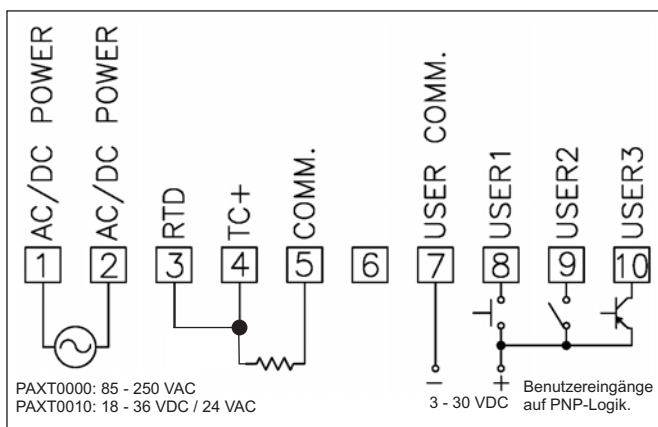 AC/DC POWER
AC/DC POWER
RTD
TC+
COMM.
USER COMM.
USER1
USER2
USER3
1 2 3 4 5 6 7 8 9 10
− +
PAXT0000: 85 - 250 VAC
PAXT0010: 18 - 36 VDC / 24 VAC
3 - 30 VDC
Benutzereingänge
auf PNP-Logik.